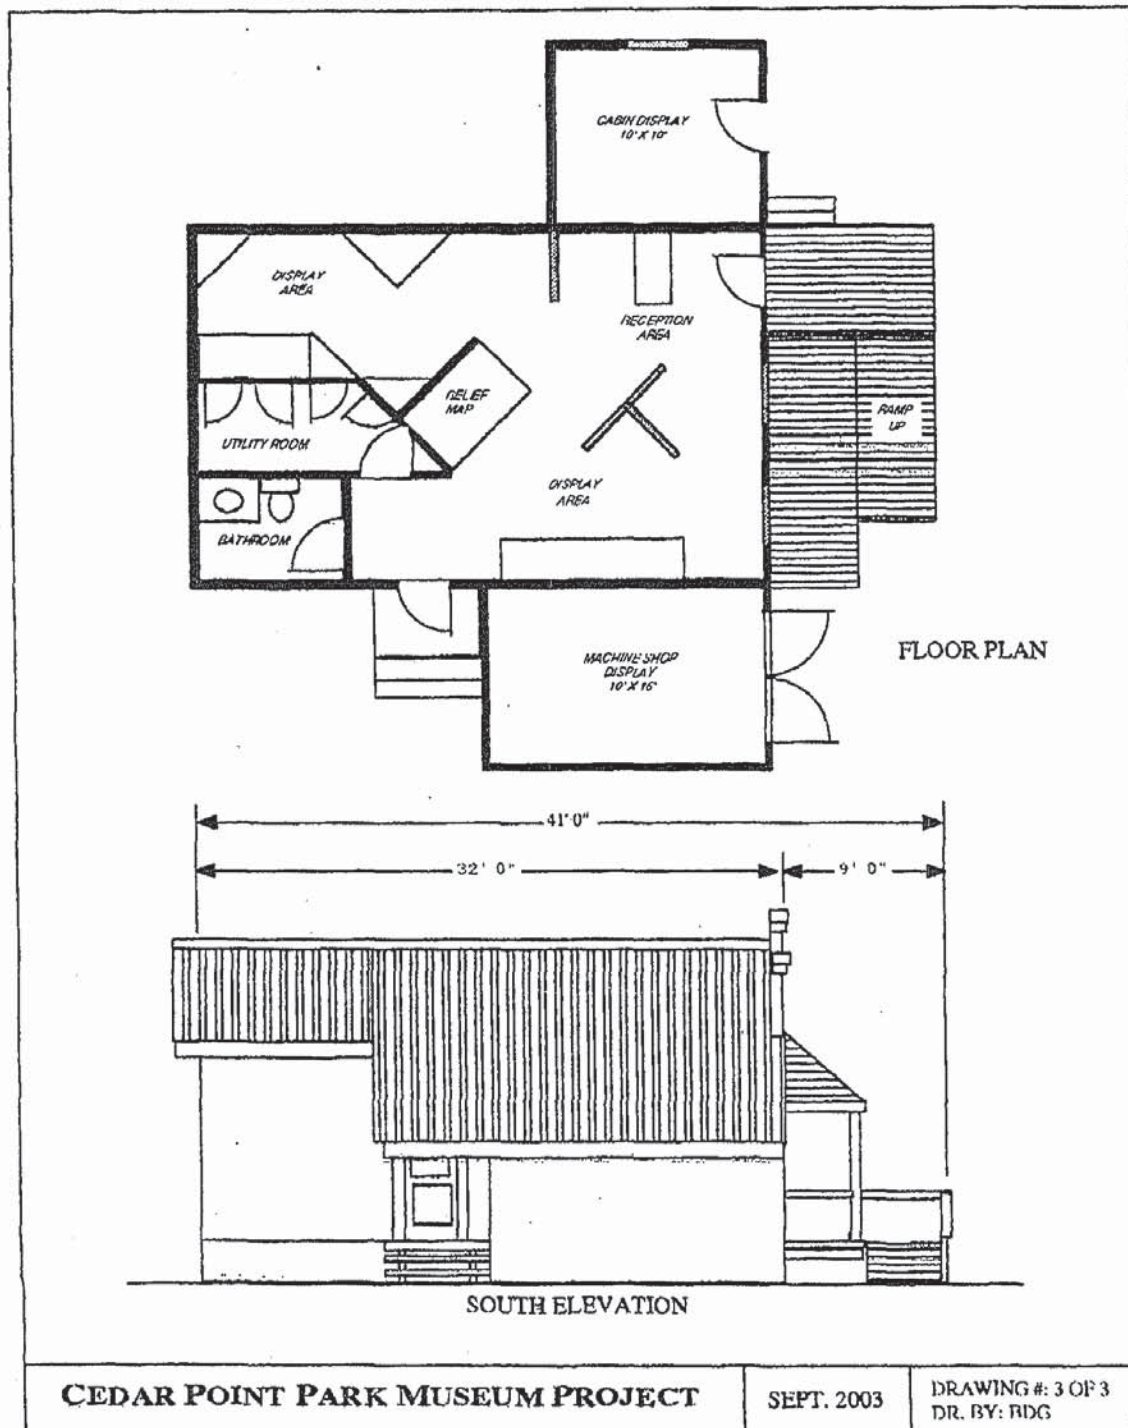 CABIN DISPLAY
10' X 10'
DISPLAY
AREA
RECEPTION
AREA
RELIEF
MAP
RAMP
UP
UTILITY ROOM
DISPLAY
AREA
BATHROOM
MACHINE SHOP
DISPLAY
10' X 16'
FLOOR PLAN
41'0"
32' 0"
9' 0"
SOUTH ELEVATION
CEDAR POINT PARK MUSEUM PROJECT
SEPT. 2003
DRAWING #: 3 OF 3
DR. BY: BDG